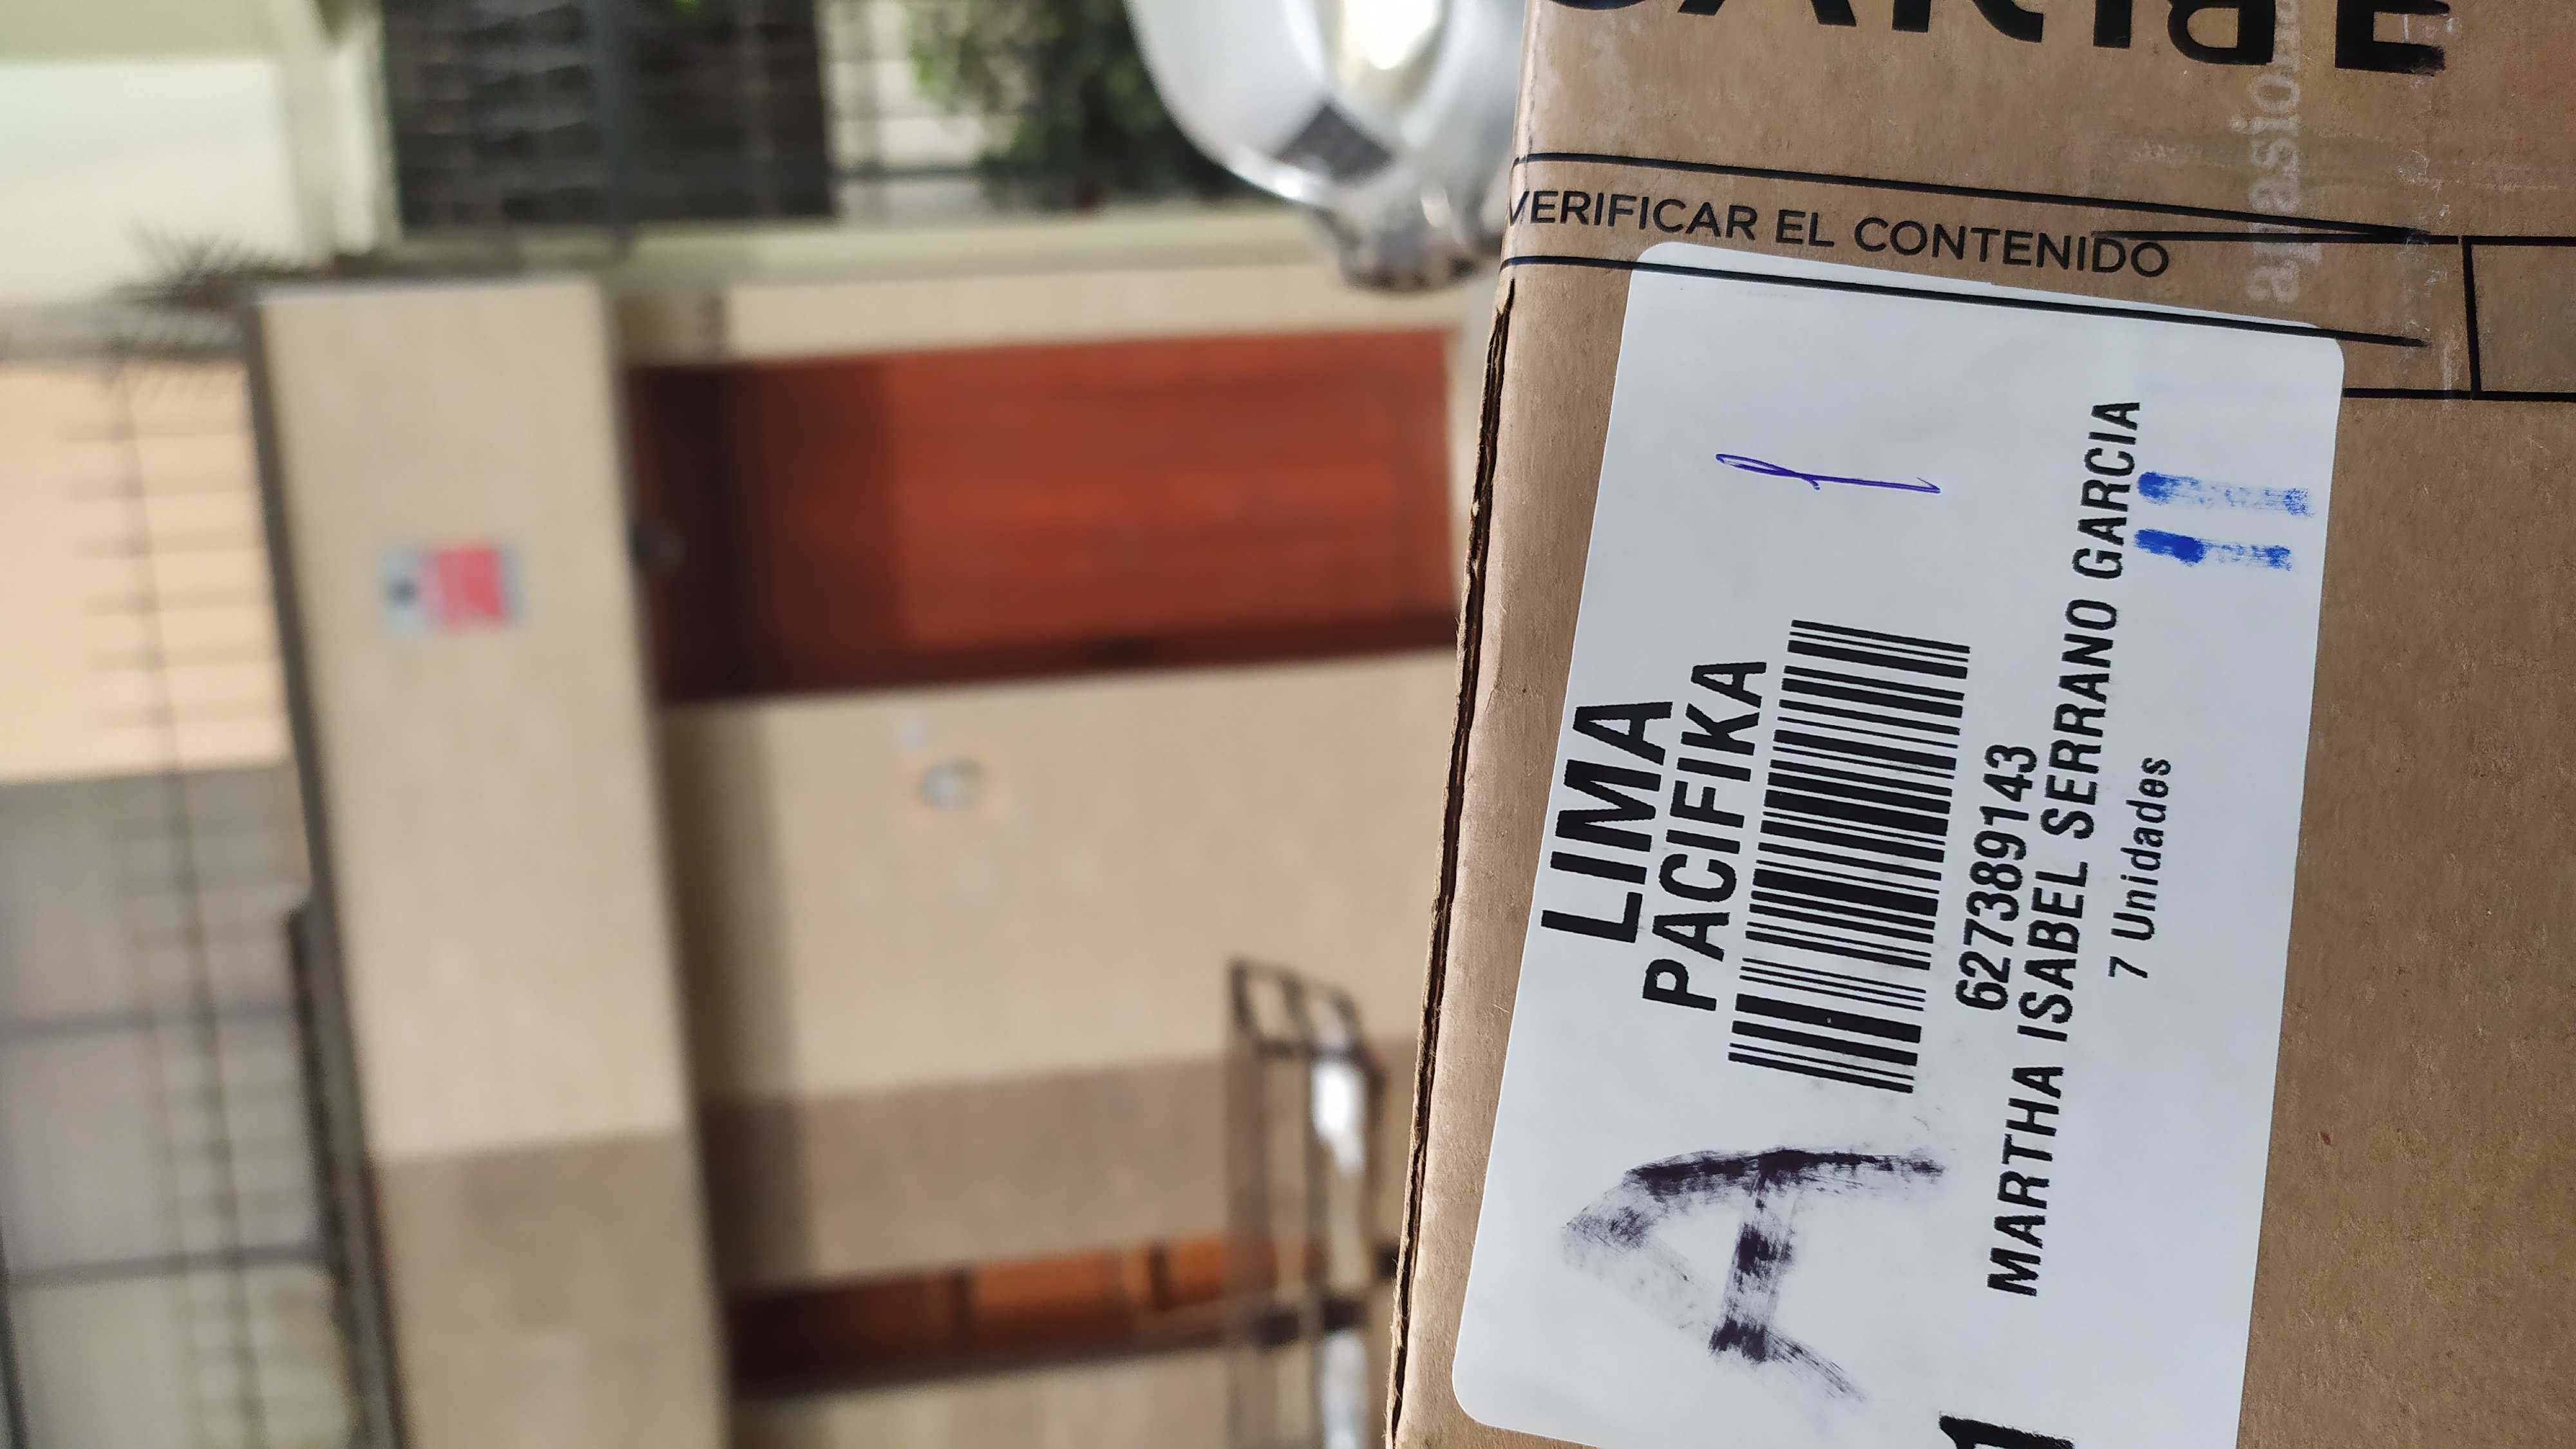 VERIFICAR EL CONTENIDO
LIMA
PACIFIKA
627389143
MARTHA ISABEL SERRANO GARCIA
7 Unidades
A